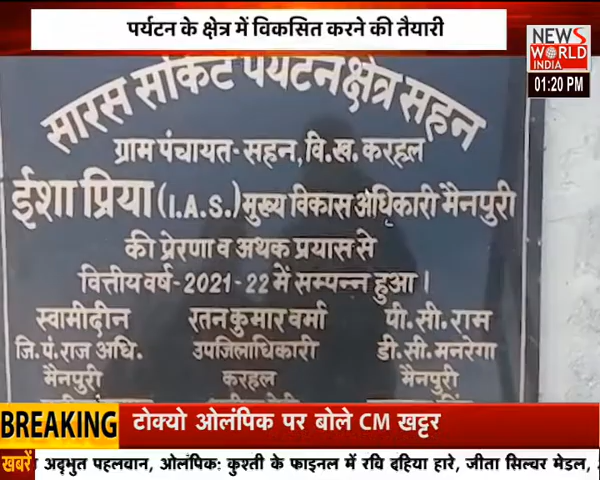 पर्यटन के क्षेत्र में विकसित करने की तैयारी
NEWS
WORLD
INDIA
01:20 PM
सारस सर्किट पर्यटन क्षेत्र सहन
ग्राम पंचायत-सहन, वि.ख. करहल
ईशा प्रिया (I.A.S.) मुख्य विकास अधिकारी मैनपुरी
की प्रेरणा व अथक प्रयास से
वित्तीय वर्ष-2021-22 में सम्पन्न हुआ।
स्वामीदीन रतन कुमार वर्मा पी.सी.राम
जि.पं.राज अधि. उपजिलाधिकारी डी.सी.मनरेगा
मैनपुरी करहल मैनपुरी
BREAKING टोक्यो ओलंपिक पर बोले CM खट्टर
खबरें अद्भुत पहलवान, ओलंपिक: कुश्ती के फाइनल में रवि दहिया हारे, जीता सिल्वर मेडल,